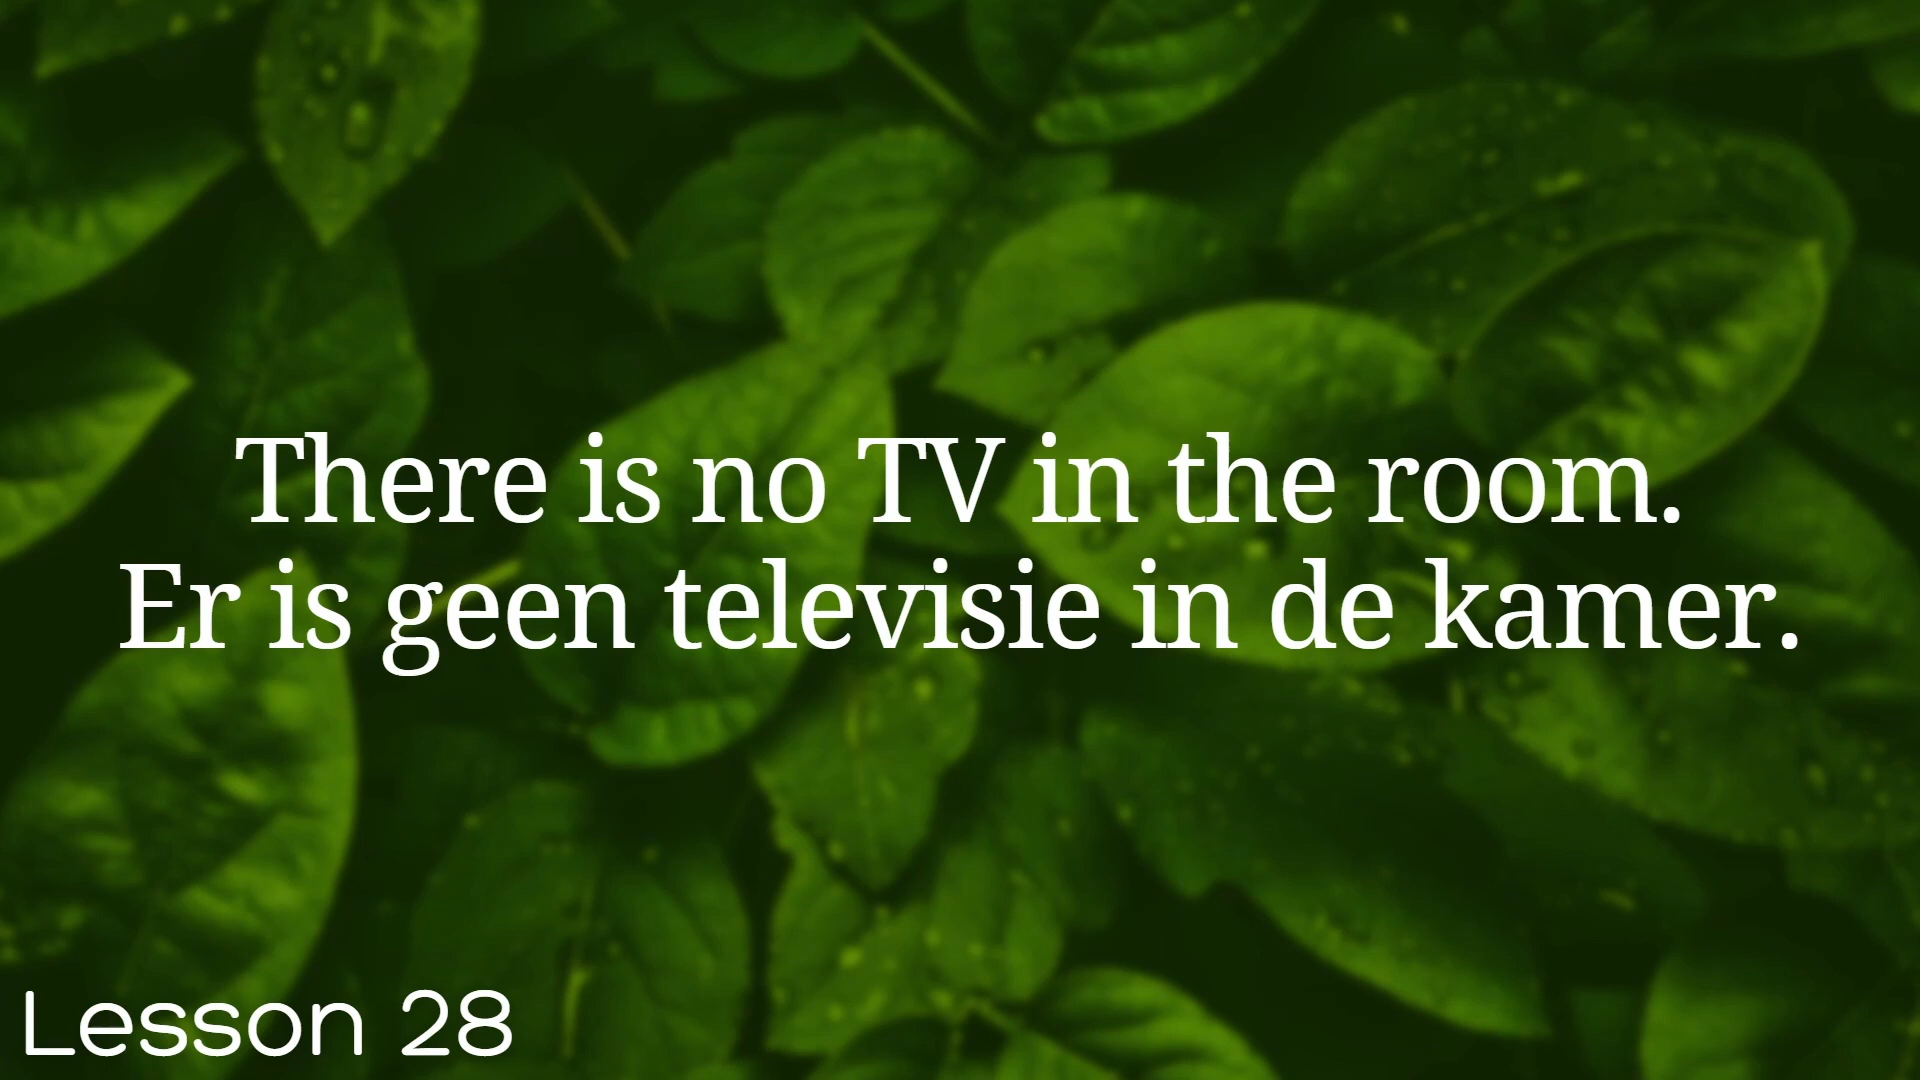 There is no TV in the room.
Er is geen televisie in de kamer.
Lesson 28